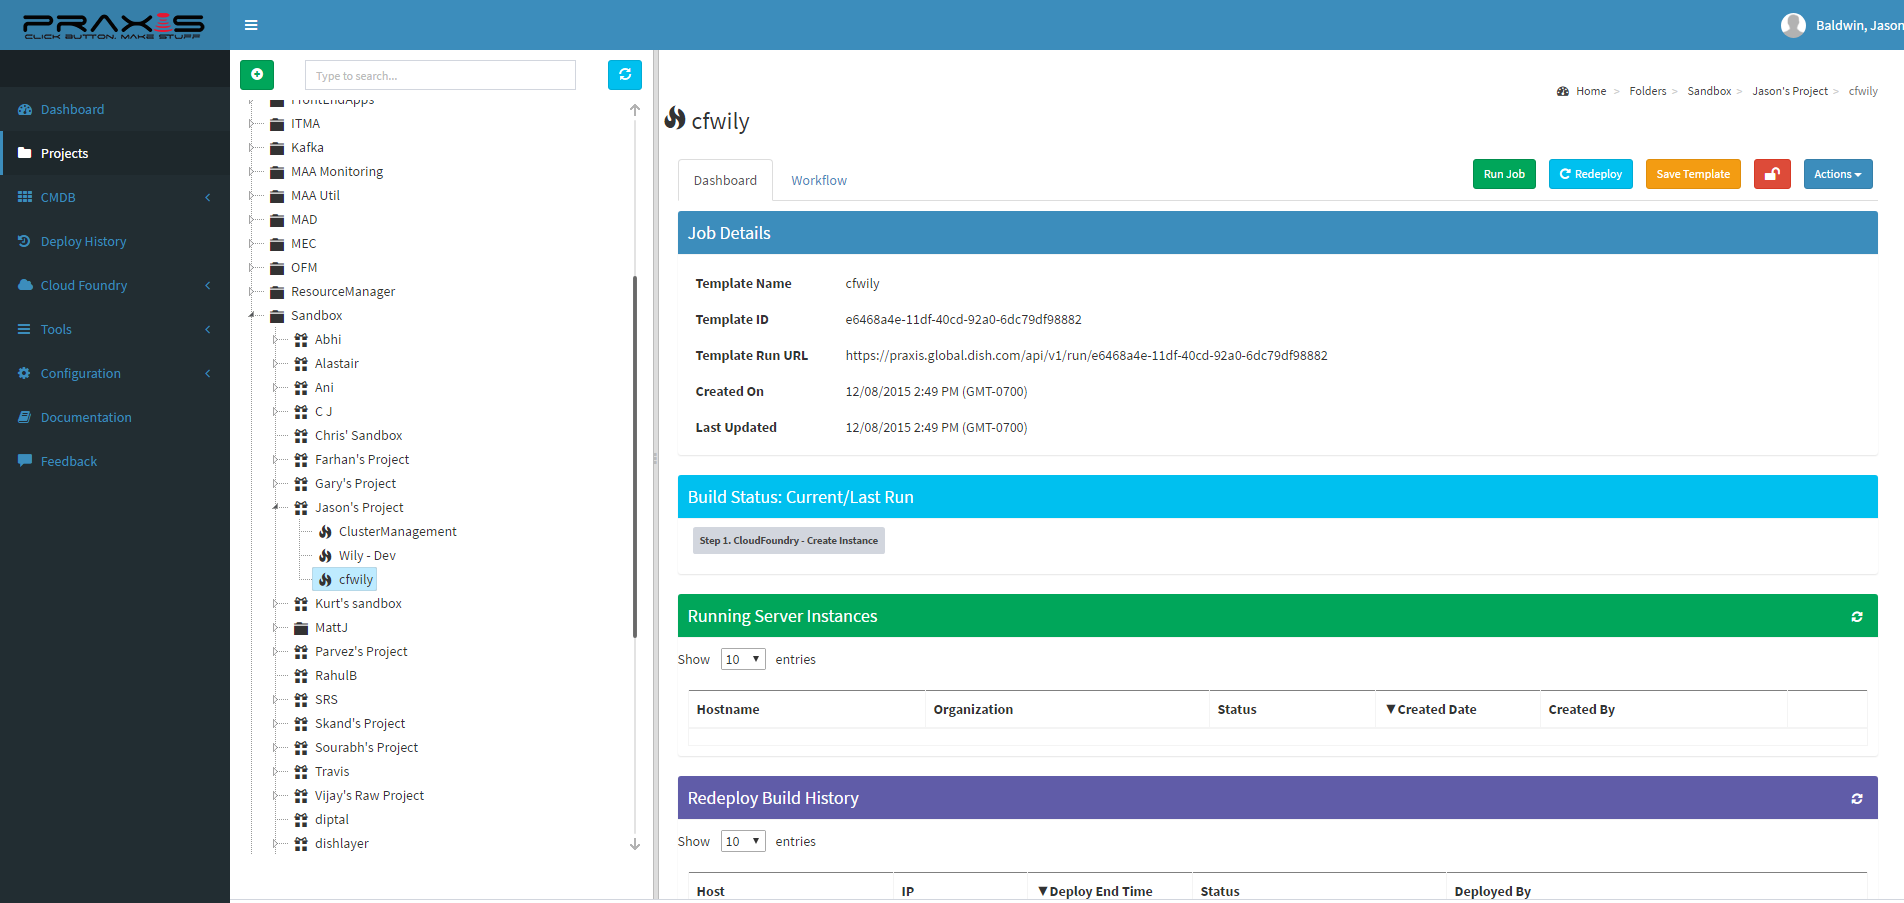 PRAXIS
CLICK BUTTON. MAKE STUFF
Baldwin, Jason
Dashboard
Projects
CMDB
Deploy History
Cloud Foundry
Tools
Configuration
Documentation
Feedback
Type to search...
FrontEndApps
ITMA
Kafka
MAA Monitoring
MAA Util
MAD
MEC
OFM
ResourceManager
Sandbox
Abhi
Alastair
Ani
C J
Chris' Sandbox
Farhan's Project
Gary's Project
Jason's Project
ClusterManagement
Wily - Dev
cfwily
Kurt's sandbox
MattJ
Parvez's Project
RahulB
SRS
Skand's Project
Sourabh's Project
Travis
Vijay's Raw Project
diptal
dishlayer
Home > Folders > Sandbox > Jason's Project > cfwily
cfwily
Dashboard Workflow Run Job Redeploy Save Template Actions
Job Details
Template Name cfwily
Template ID e6468a4e-11df-40cd-92a0-6dc79df98882
Template Run URL https://praxis.global.dish.com/api/v1/run/e6468a4e-11df-40cd-92a0-6dc79df98882
Created On 12/08/2015 2:49 PM (GMT-0700)
Last Updated 12/08/2015 2:49 PM (GMT-0700)
Build Status: Current/Last Run
Step 1. CloudFoundry - Create Instance
Running Server Instances
Show 10 entries
Hostname Organization Status ▼Created Date Created By
Redeploy Build History
Show 10 entries
Host IP ▼Deploy End Time Status Deployed By